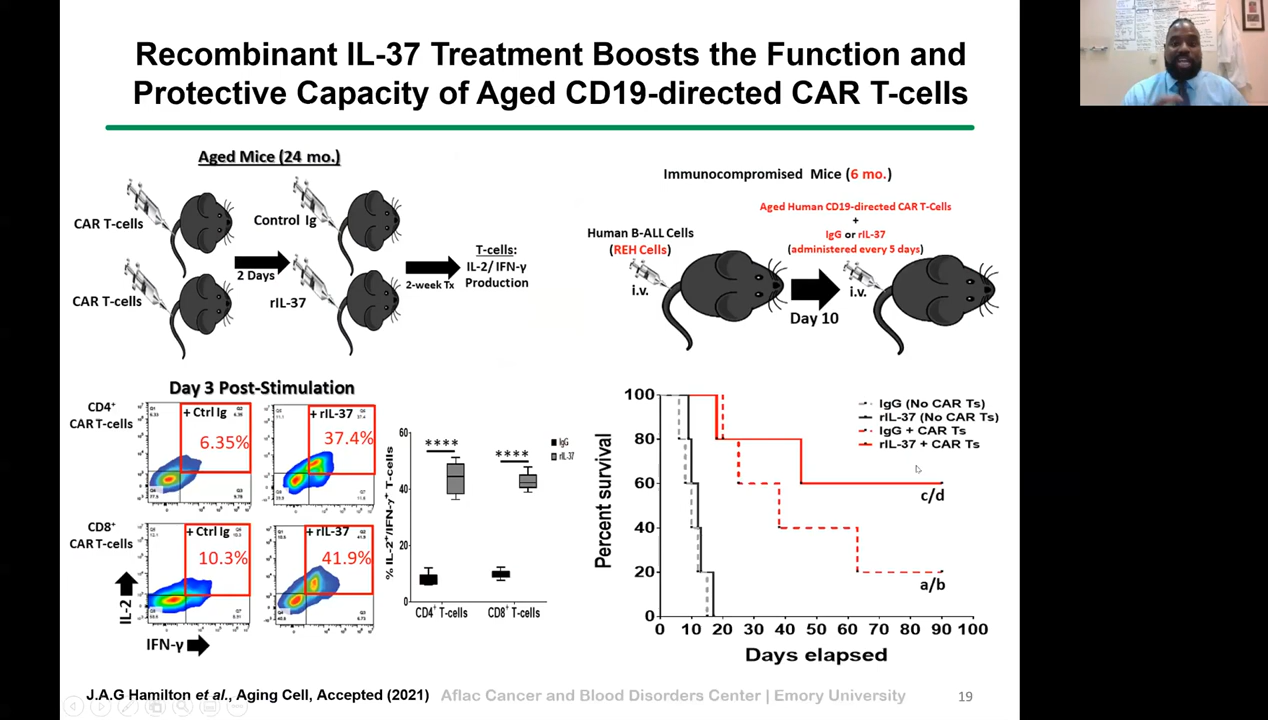 Recombinant IL-37 Treatment Boosts the Function and
Protective Capacity of Aged CD19-directed CAR T-cells
Aged Mice (24 mo.)
CAR T-cells
Control Ig
2 Days
CAR T-cells
rIL-37
2-week Tx
T-cells:
IL-2/ IFN-γ
Production
Immunocompromised Mice (6 mo.)
Aged Human CD19-directed CAR T-Cells
+
IgG or rIL-37
(administered every 5 days)
Human B-ALL Cells
(REH Cells)
i.v.
Day 10
i.v.
Day 3 Post-Stimulation
CD4+
CAR T-cells
+ Ctrl Ig
6.35%
+ rIL-37
37.4%
CD8+
CAR T-cells
+ Ctrl Ig
10.3%
+ rIL-37
41.9%
IL-2
IFN-γ
% IL-2+/IFN-γ+ T-cells
60
40
20
0
****
****
IgG
rIL-37
CD4+ T-cells
CD8+ T-cells
Percent survival
100
80
60
40
20
0
0 10 20 30 40 50 60 70 80 90 100
Days elapsed
IgG (No CAR Ts)
rIL-37 (No CAR Ts)
IgG + CAR Ts
rIL-37 + CAR Ts
c/d
a/b
J.A.G Hamilton et al., Aging Cell, Accepted (2021)
Aflac Cancer and Blood Disorders Center | Emory University
19